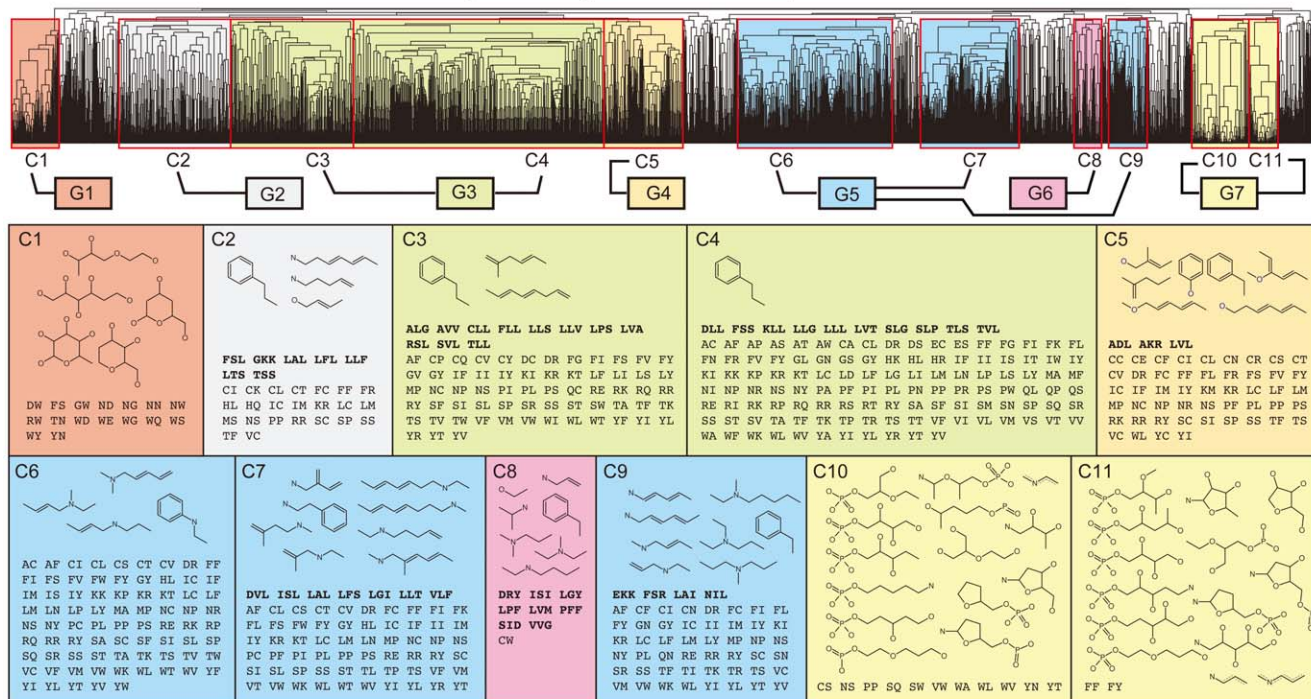 C1 C2 C3 C4 C5 C6 C7 C8 C9 C10 C11
G1 G2 G3 G4 G5 G6 G7
C1
DW FS GW ND NG NN NW
RW TN WD WE WG WQ WS
WY YN
C2
FSL GKK LAL LFL LLF
LTS TSS
CI CK CL CT FC FF FR
HL HQ IC IM KR LC LM
MS NS PP RR SC SP SS
TF VC
C3
ALG AVV CLL FLL LLS LLV LPS LVA
RSL SVL TLL
AF CP CQ CV CY DC DR FG FI FS FV FY
GV GY IF II IY KI KR KT LF LI LS LY
MP NC NP NS PI PL PS QC RE RK RQ RR
RY SF SI SL SP SR SS ST SW TA TF TK
TS TV TW VF VM VW WI WL WT YF YI YL
YR YT YV
C4
DLL FSS KLL LLG LLL LVT SLG SLP TLS TVL
AC AF AP AS AT AW CA CL DR DS EC ES FF FG FI FK FL
FN FR FV FY GL GN GS GY HK HL HR IF II IS IT IW IY
KI KK KP KR KT LC LD LF LG LI LM LN LP LS LY MA MF
NI NP NR NS NY PA PF PI PL PN PP PR PS PW QL QP QS
RE RI RK RP RQ RR RS RT RY SA SF SI SM SN SP SQ SR
SS ST SV TA TF TK TP TR TS TT VF VI VL VM VS VT VV
WA WF WK WL WV YA YI YL YR YT YV
C5
ADL AKR LVL
CC CE CF CI CL CN CR CS CT
CV DR FC FF FL FR FS FV FY
IC IF IM IY KM KR LC LF LM
MP NC NP NR NS PF PL PP PS
RK RR RY SC SI SP SS TF TS
VC WL YC YI
C6
AC AF CI CL CS CT CV DR FF
FI FS FV FW FY GY HL IC IF
IM IS IY KK KP KR KT LC LF
LM LN LP LY MA MP NC NP NR
NS NY PC PL PP PS RE RK RP
RQ RR RY SA SC SF SI SL SP
SQ SR SS ST TA TK TS TV TW
VC VF VM VW WK WL WT WV YF
YI YL YT YV YW
C7
DVL ISL LAL LFS LGI LLT VLF
AF CL CS CT CV DR FC FF FI FK
FL FS FW FY GY HL IC IF II IM
IY KR KT LC LM LN MP NC NP NS
PC PF PI PL PP PS RE RR RY SC
SI SL SP SS ST TL TP TS VF VM
VT VW WK WL WT WV YI YL YR YT
C8
DRY ISI LGY
LPF LVM PFF
SID VVG
CW
C9
EKK FSR LAI NIL
AF CF CI CN DR FC FI FL
FY GN GY IC II IM IY KI
KR LC LF LM LY MP NP NS
NY PL QN RE RR RY SC SN
SR SS TF TI TK TR TS VC
VM VW WK WL YI YL YT YV
C10
CS NS PP SQ SW VW WA WL WV YN YT
C11
FF FY